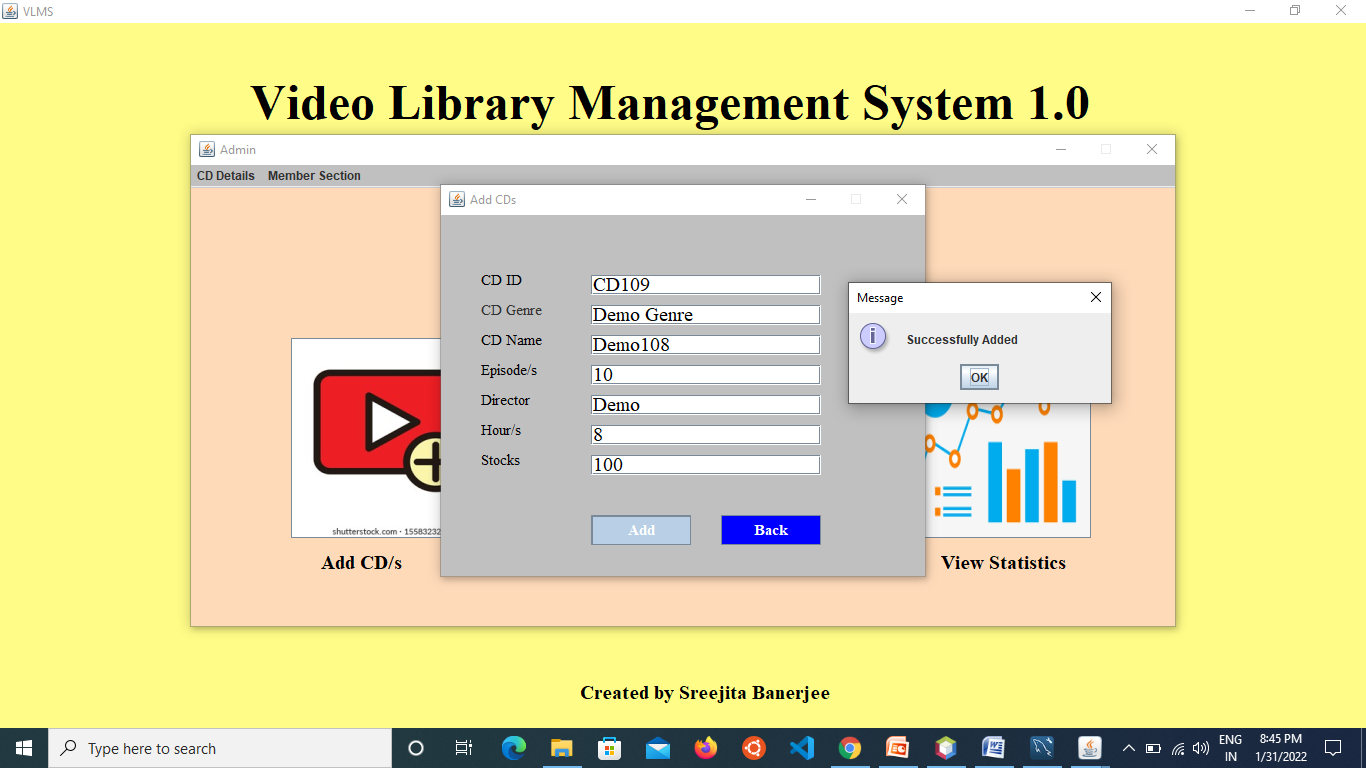 VLMS
Video Library Management System 1.0
Admin
CD Details Member Section
Add CDs
CD ID CD109
CD Genre Demo Genre
CD Name Demo108
Episode/s 10
Director Demo
Hour/s 8
Stocks 100
Add Back
Message
i Successfully Added
OK
shutterstock.com · 15583232
Add CD/s
View Statistics
Created by Sreejita Banerjee
Type here to search
ENG
IN
8:45 PM
1/31/2022